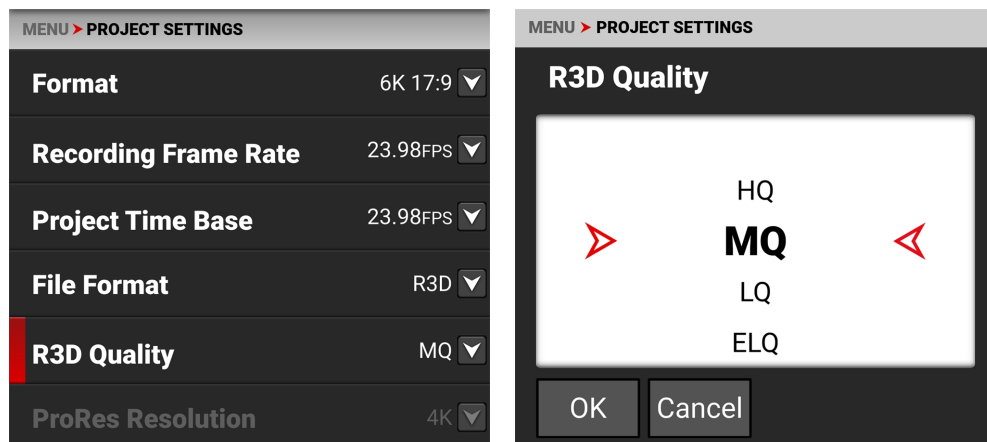 MENU PROJECT SETTINGS
Format 6K 17:9
Recording Frame Rate 23.98FPS
Project Time Base 23.98FPS
File Format R3D
R3D Quality MQ
ProRes Resolution 4K
MENU PROJECT SETTINGS
R3D Quality
HQ
MQ
LQ
ELQ
OK Cancel